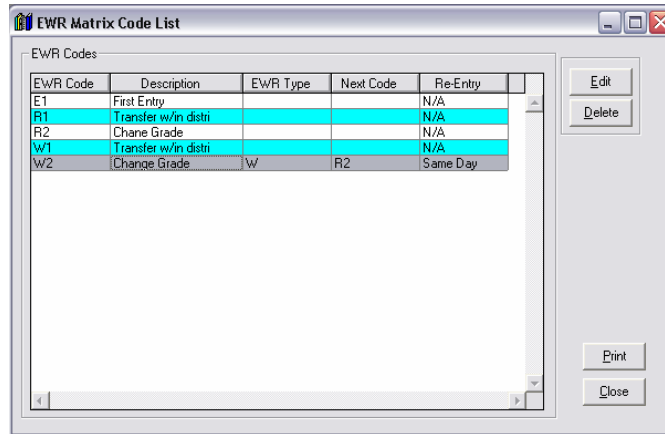 EWR Matrix Code List
EWR Codes
EWR Code Description EWR Type Next Code Re-Entry
E1 First Entry N/A
R1 Transfer w/in distri N/A
R2 Chane Grade N/A
W1 Transfer w/in distri N/A
W2 Change Grade W R2 Same Day
Edit
Delete
Print
Close